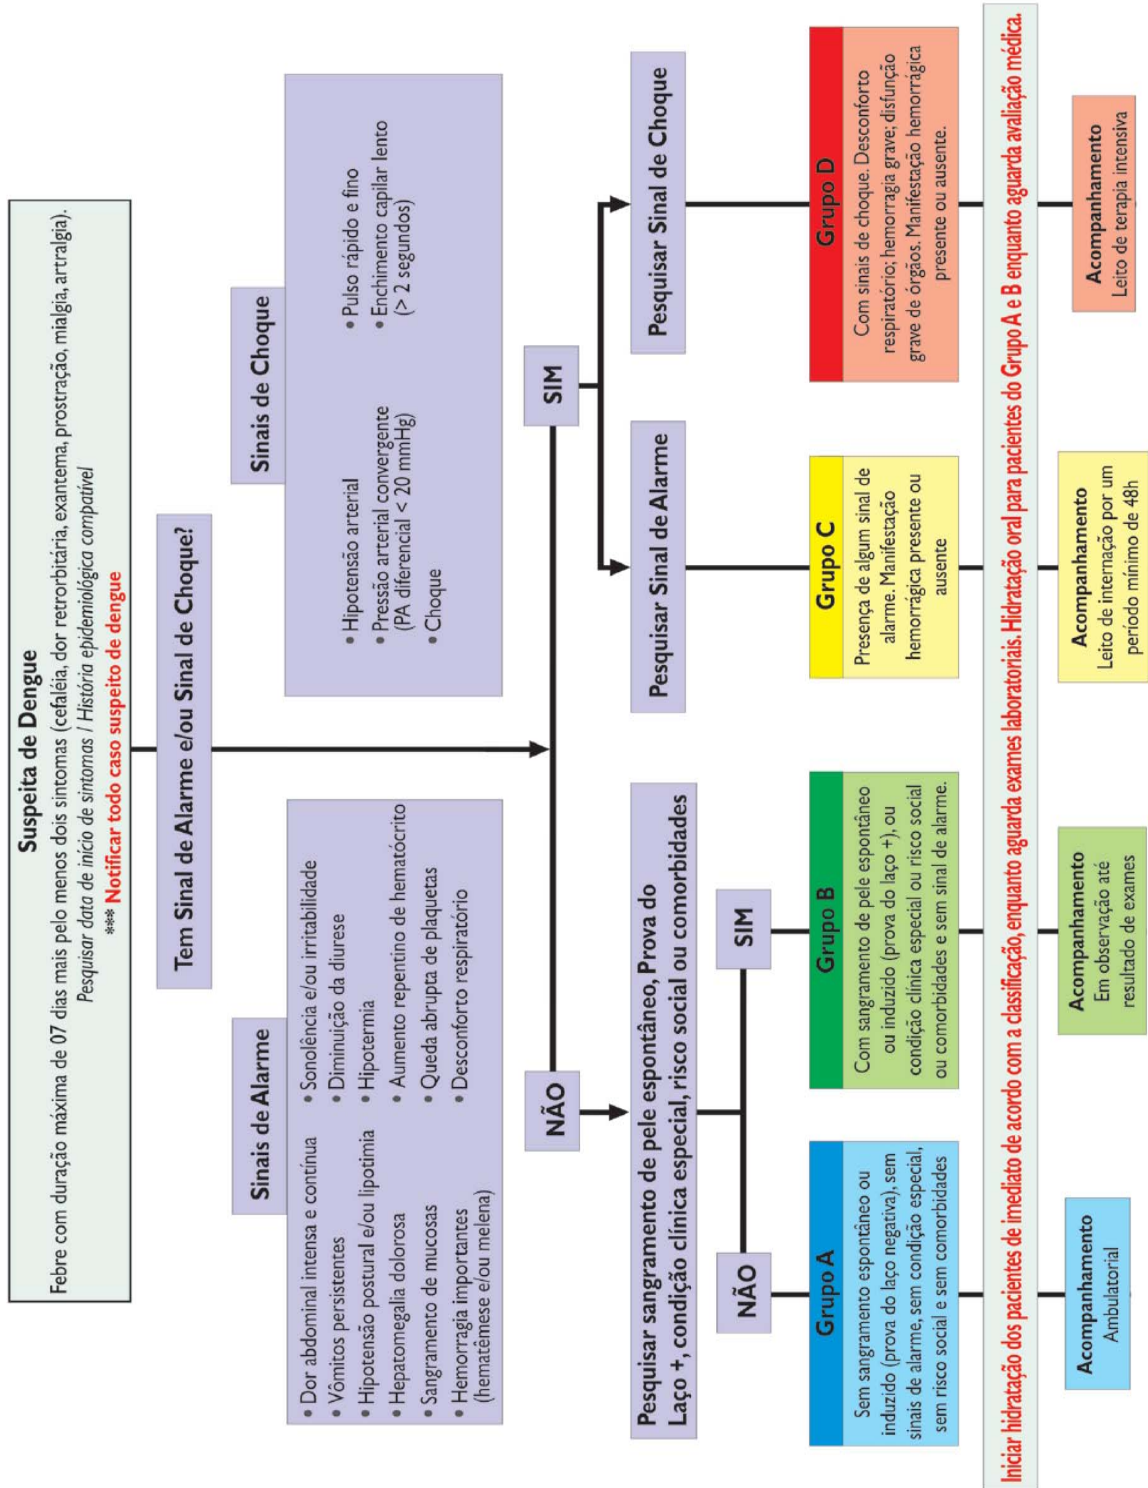 Suspeita de Dengue
Febre com duração máxima de 07 dias mais pelo menos dois sintomas (cefaléia, dor retrorbitária, exantema, prostração, mialgia, artralgia).
Pesquisar data de início de sintomas / História epidemiológica compatível
*** Notificar todo caso suspeito de dengue
Tem Sinal de Alarme e/ou Sinal de Choque?
Sinais de Alarme
• Dor abdominal intensa e contínua
• Vômitos persistentes
• Hipotensão postural e/ou lipotimia
• Hepatomegalia dolorosa
• Sangramento de mucosas
• Hemorragia importantes
(hematêmese e/ou melena)
• Sonolência e/ou irritabilidade
• Diminuição da diurese
• Hipotermia
• Aumento repentino de hematócrito
• Queda abrupta de plaquetas
• Desconforto respiratório
Sinais de Choque
• Hipotensão arterial
• Pressão arterial convergente
(PA diferencial < 20 mmHg)
• Choque
• Pulso rápido e fino
• Enchimento capilar lento
(> 2 segundos)
NÃO
SIM
Pesquisar sangramento de pele espontâneo, Prova do
Laço +, condição clínica especial, risco social ou comorbidades
Pesquisar Sinal de Alarme
Pesquisar Sinal de Choque
NÃO
SIM
Grupo A
Sem sangramento espontâneo ou
induzido (prova do laço negativa), sem
sinais de alarme, sem condição especial,
sem risco social e sem comorbidades
Grupo B
Com sangramento de pele espontâneo
ou induzido (prova do laço +), ou
condição clínica especial ou risco social
ou comorbidades e sem sinal de alarme.
Grupo C
Presença de algum sinal de
alarme. Manifestação
hemorrágica presente ou
ausente
Grupo D
Com sinais de choque. Desconforto
respiratório; hemorragia grave; disfunção
grave de órgãos. Manifestação hemorrágica
presente ou ausente.
Iniciar hidratação dos pacientes de imediato de acordo com a classificação, enquanto aguarda exames laboratoriais. Hidratação oral para pacientes do Grupo A e B enquanto aguarda avaliação médica.
Acompanhamento
Ambulatorial
Acompanhamento
Em observação até
resultado de exames
Acompanhamento
Leito de internação por um
período mínimo de 48h
Acompanhamento
Leito de terapia intensiva